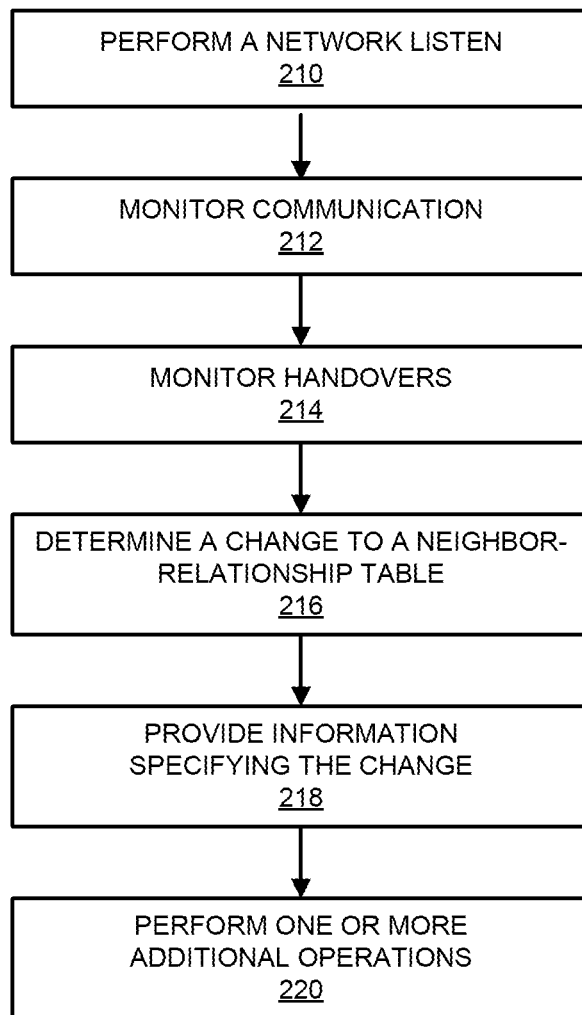 PERFORM A NETWORK LISTEN
210
MONITOR COMMUNICATION
212
MONITOR HANDOVERS
214
DETERMINE A CHANGE TO A NEIGHBOR-
RELATIONSHIP TABLE
216
PROVIDE INFORMATION
SPECIFYING THE CHANGE
218
PERFORM ONE OR MORE
ADDITIONAL OPERATIONS
220